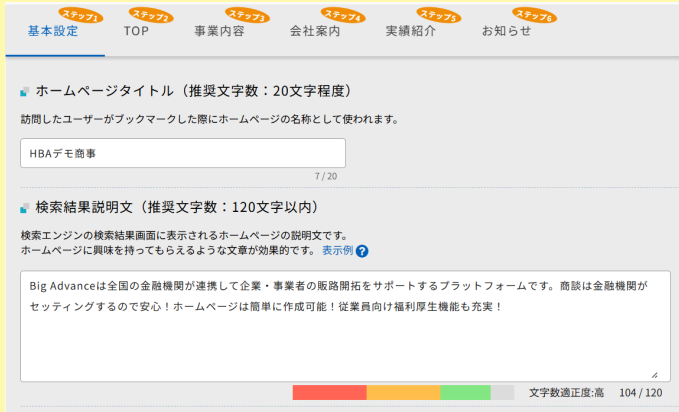 ステップ1 ステップ2 ステップ3 ステップ4 ステップ5 ステップ6
基本設定 TOP 事業内容 会社案内 実績紹介 お知らせ
ホームページタイトル（推奨文字数：20文字程度）
訪問したユーザーがブックマークした際にホームページの名称として使われます。
HBAデモ商事
7 / 20
検索結果説明文（推奨文字数：120文字以内）
検索エンジンの検索結果画面に表示されるホームページの説明文です。
ホームページに興味を持ってもらえるような文章が効果的です。 表示例 ?
Big Advanceは全国の金融機関が連携して企業・事業者の販路開拓をサポートするプラットフォームです。商談は金融機関が
セッティングするので安心！ホームページは簡単に作成可能！従業員向け福利厚生機能も充実！
文字数適正度:高 104 / 120